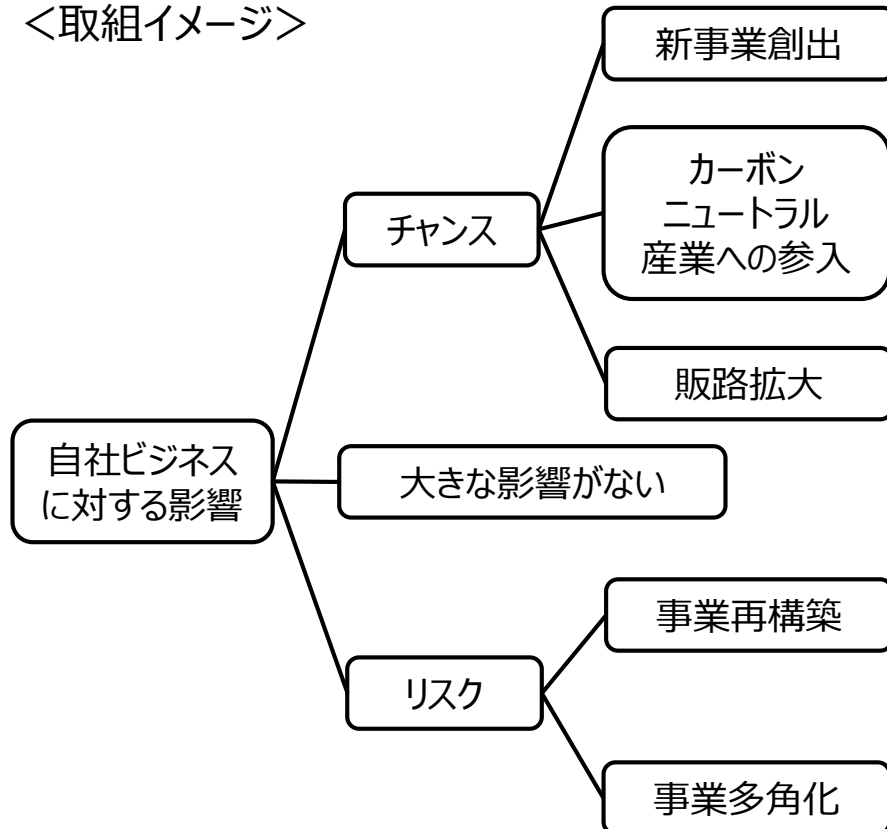 ＜取組イメージ＞
新事業創出
カーボン
ニュートラル
産業への参入
チャンス
販路拡大
自社ビジネス
に対する影響
大きな影響がない
事業再構築
リスク
事業多角化